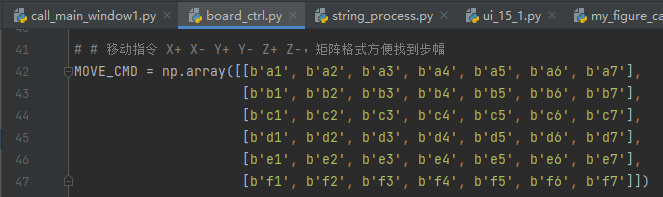 call_main_window1.py board_ctrl.py string_process.py ui_15_1.py my_figure_ca
40
41 # # 移动指令 X+ X- Y+ Y- Z+ Z-，矩阵格式方便找到步幅
42 MOVE_CMD = np.array([[b'a1', b'a2', b'a3', b'a4', b'a5', b'a6', b'a7'],
43 [b'b1', b'b2', b'b3', b'b4', b'b5', b'b6', b'b7'],
44 [b'c1', b'c2', b'c3', b'c4', b'c5', b'c6', b'c7'],
45 [b'd1', b'd2', b'd3', b'd4', b'd5', b'd6', b'd7'],
46 [b'e1', b'e2', b'e3', b'e4', b'e5', b'e6', b'e7'],
47 [b'f1', b'f2', b'f3', b'f4', b'f5', b'f6', b'f7']])